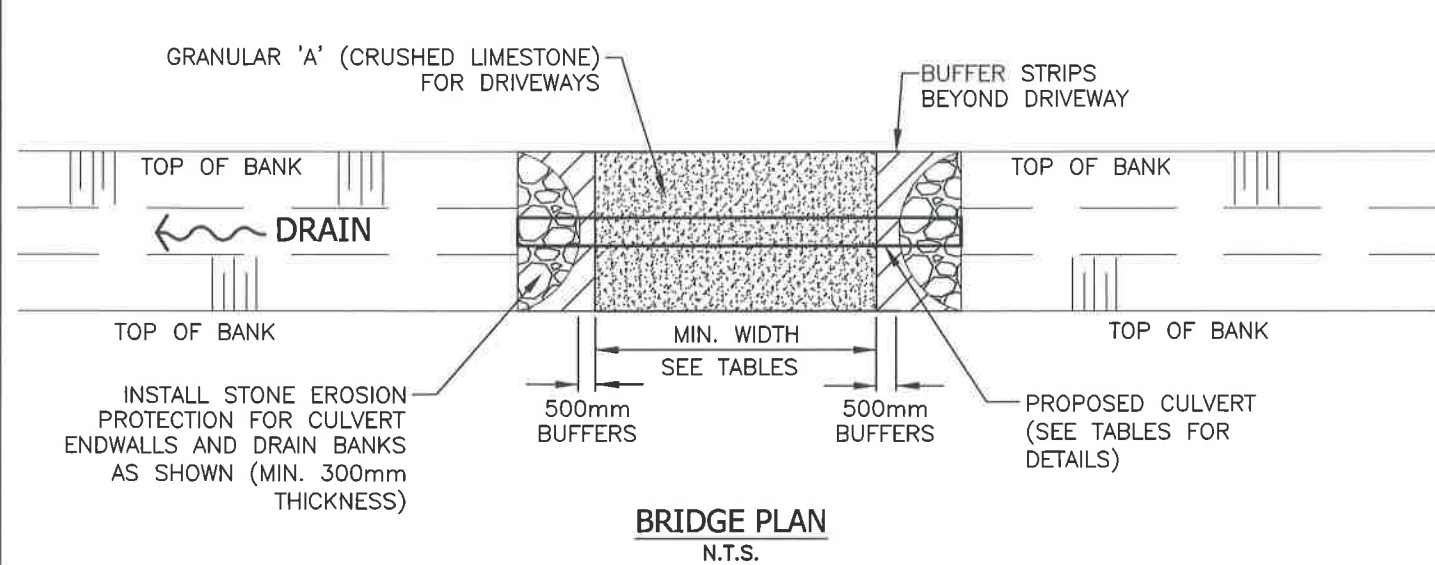 GRANULAR 'A' (CRUSHED LIMESTONE)
FOR DRIVEWAYS
BUFFER STRIPS
BEYOND DRIVEWAY
TOP OF BANK
TOP OF BANK
DRAIN
TOP OF BANK
TOP OF BANK
MIN. WIDTH
SEE TABLES
INSTALL STONE EROSION
PROTECTION FOR CULVERT
ENDWALLS AND DRAIN BANKS
AS SHOWN (MIN. 300mm
THICKNESS)
500mm
BUFFERS
500mm
BUFFERS
PROPOSED CULVERT
(SEE TABLES FOR
DETAILS)
BRIDGE PLAN
N.T.S.